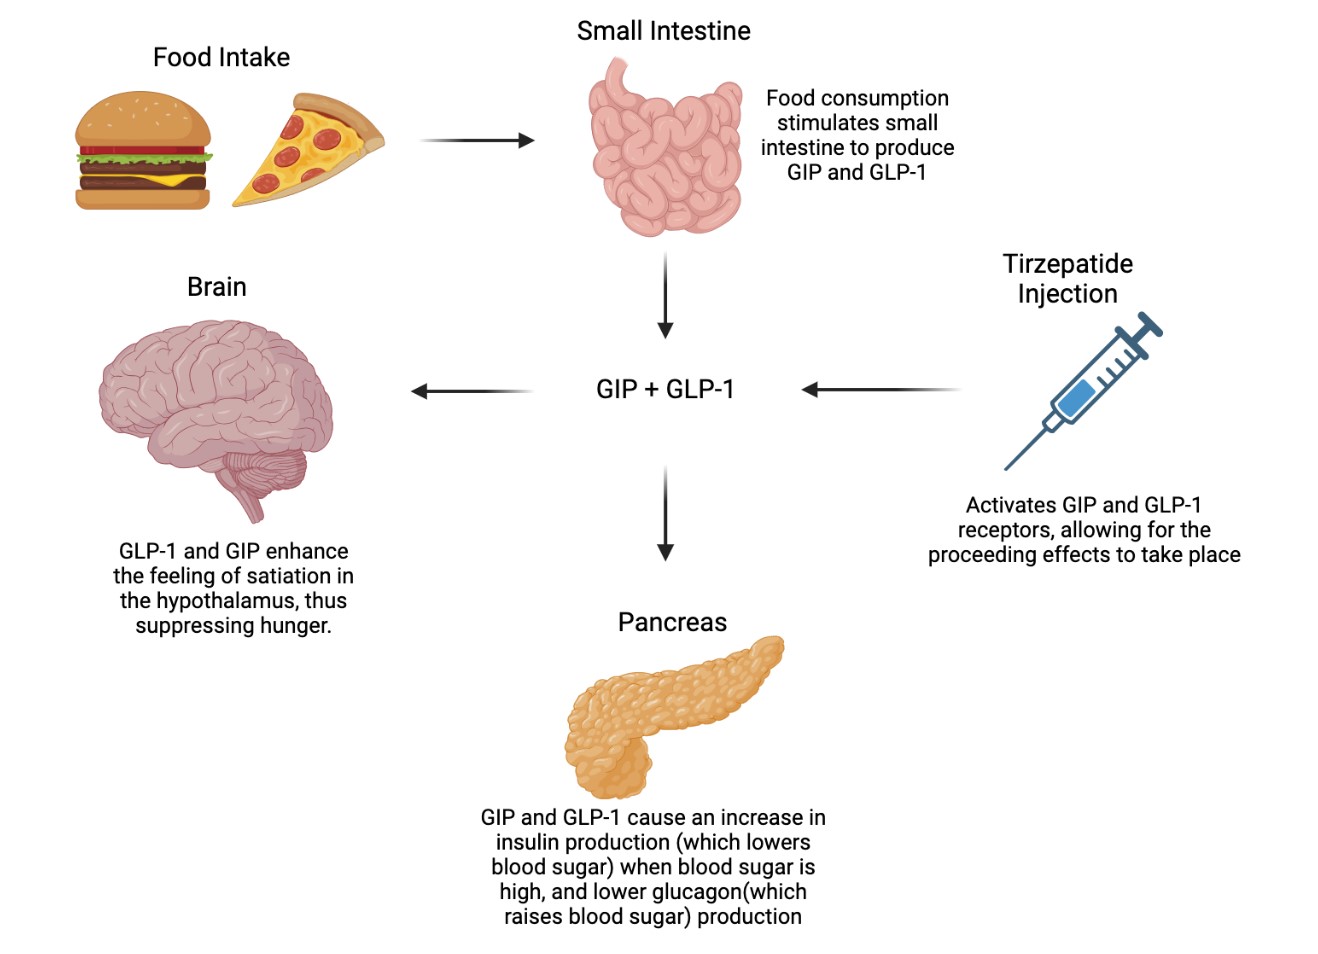 Food Intake
Small Intestine
Food consumption
stimulates small
intestine to produce
GIP and GLP-1
Brain
Tirzepatide
Injection
GIP + GLP-1
GLP-1 and GIP enhance
the feeling of satiation in
the hypothalamus, thus
suppressing hunger.
Activates GIP and GLP-1
receptors, allowing for the
proceeding effects to take place
Pancreas
GIP and GLP-1 cause an increase in
insulin production (which lowers
blood sugar) when blood sugar is
high, and lower glucagon(which
raises blood sugar) production